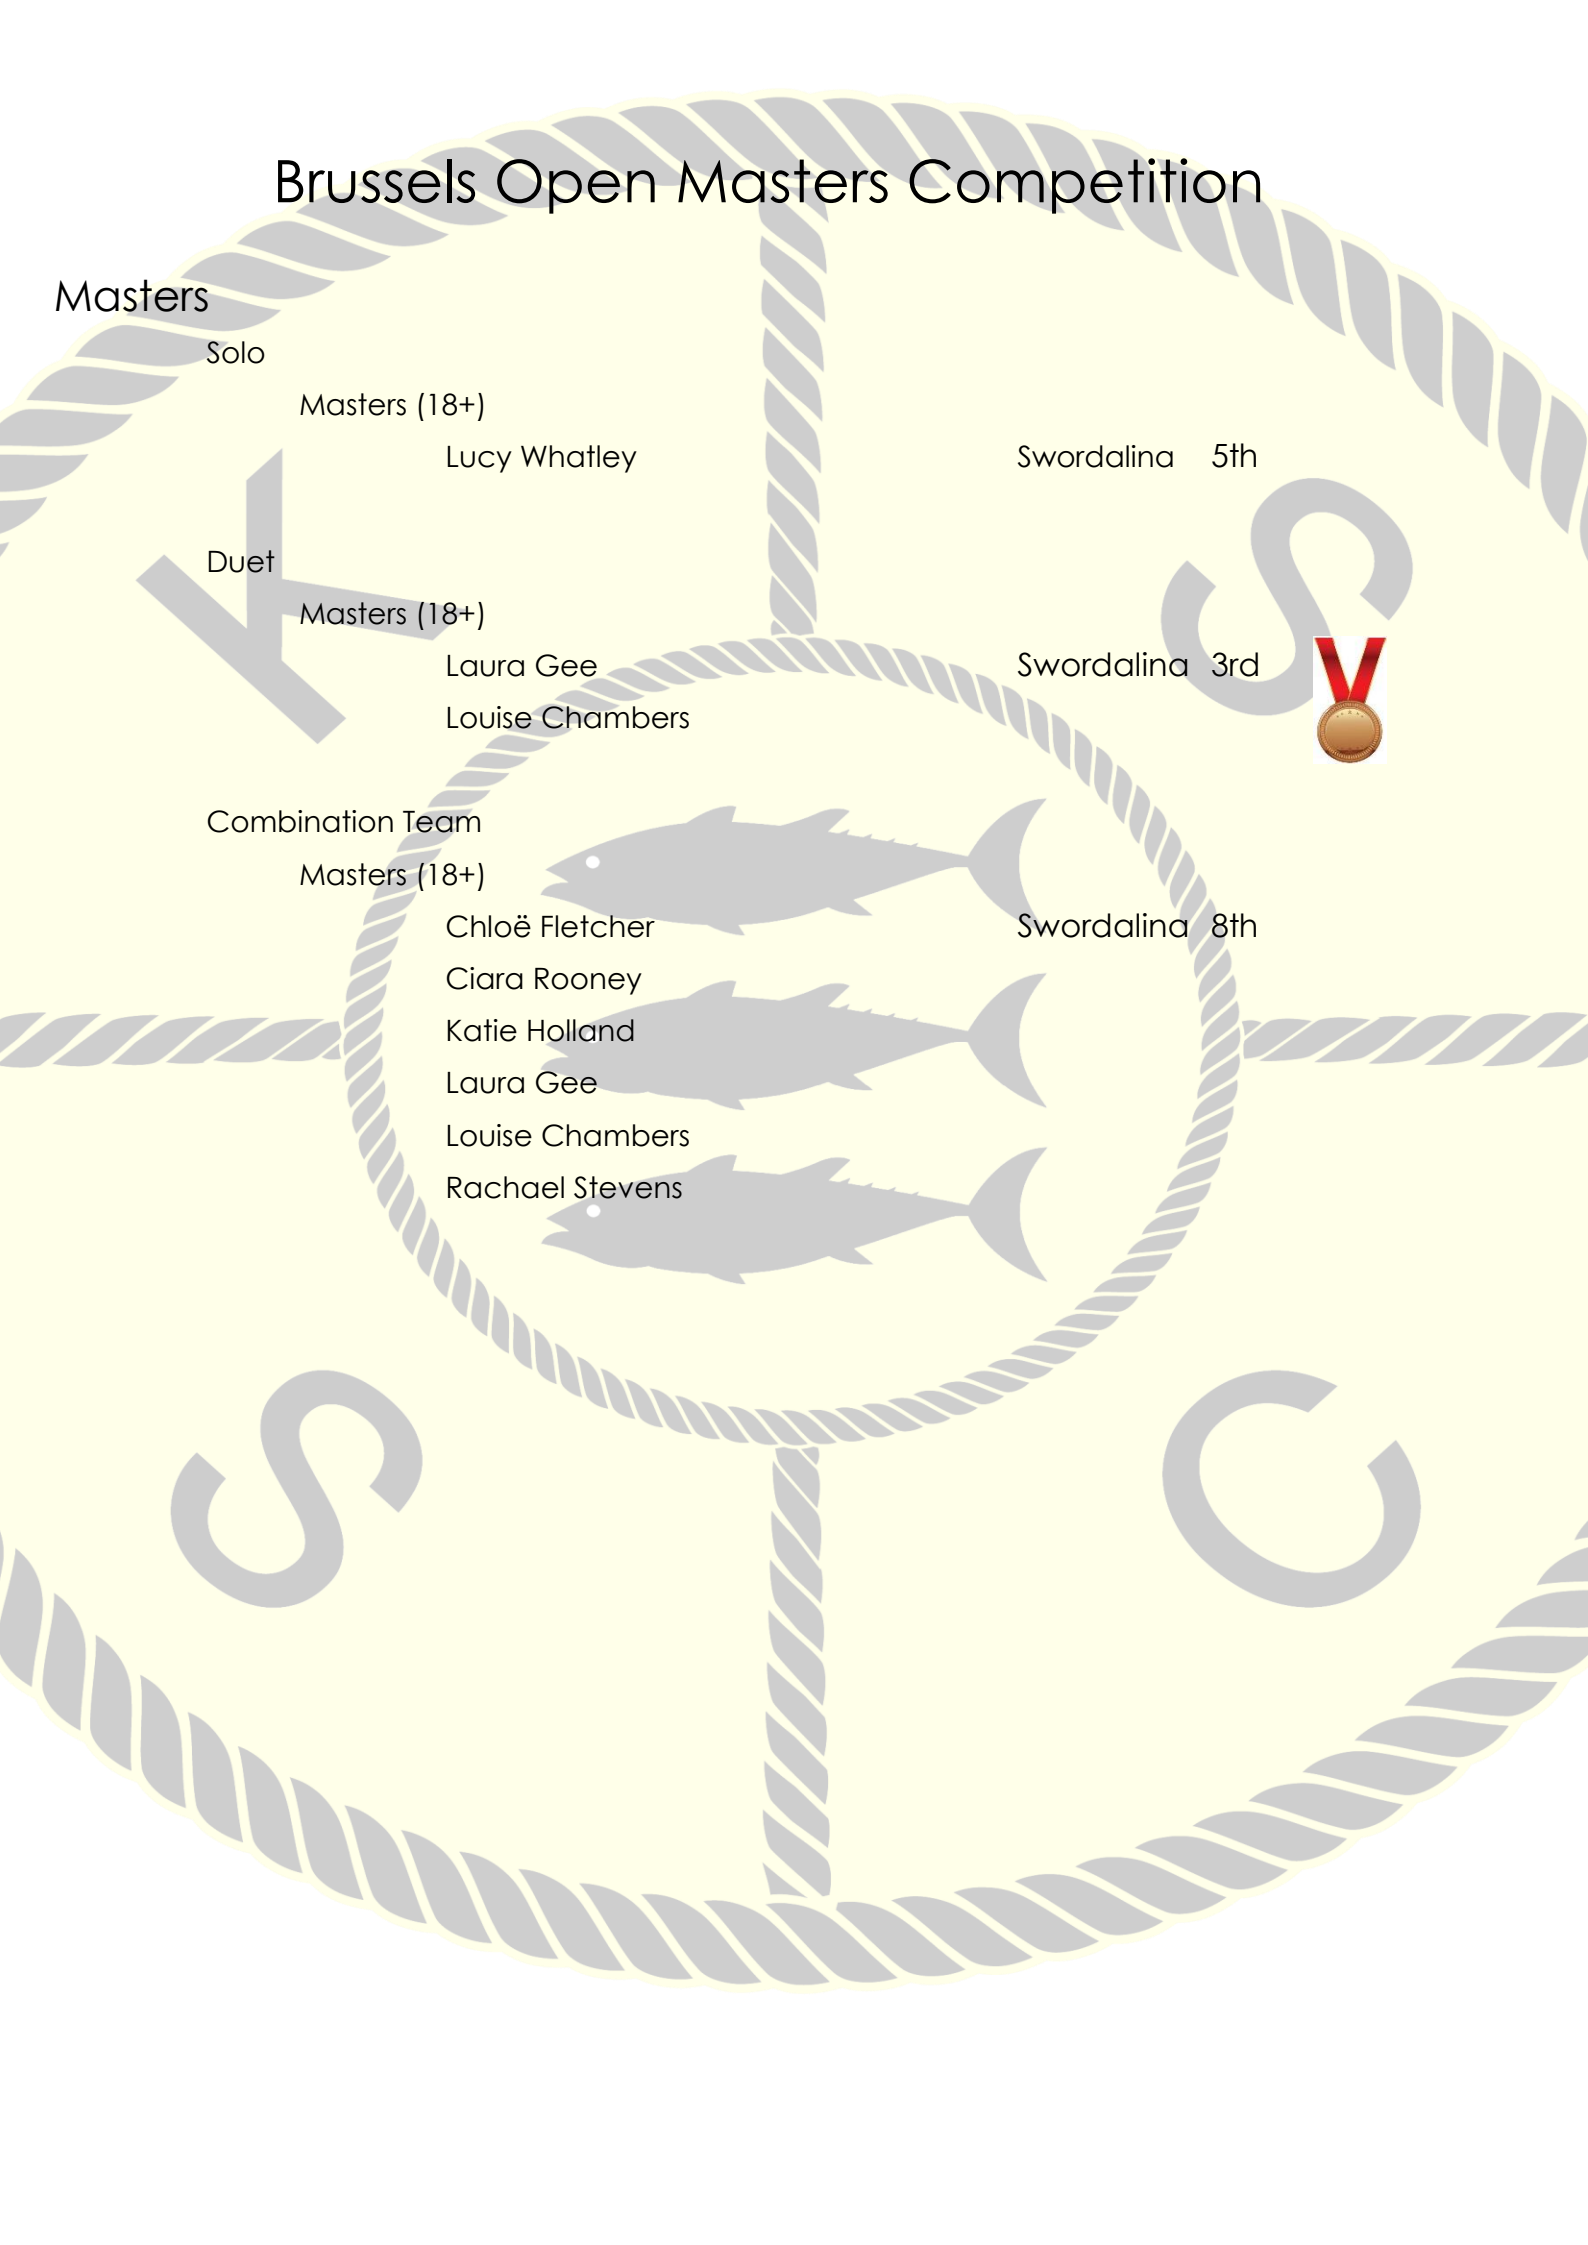 Brussels Open Masters Competition
Masters
Solo
Masters (18+)
Lucy Whatley Swordalina 5th
Duet
Masters (18+)
Laura Gee Swordalina 3rd
Louise Chambers
Combination Team
Masters (18+)
Chloë Fletcher Swordalina 8th
Ciara Rooney
Katie Holland
Laura Gee
Louise Chambers
Rachael Stevens
K S
S C